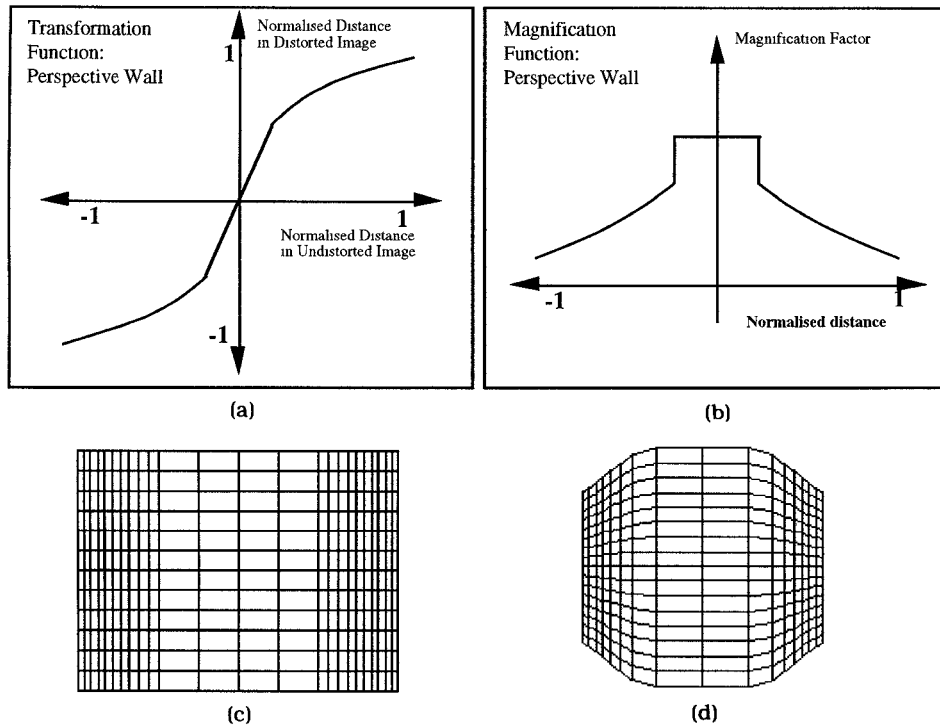 Transformation
Function:
Perspective Wall
Normalised Distance
in Distorted Image
1
-1
1
Normalised Distance
in Undistorted Image
-1
(a)
Magnification
Function:
Perspective Wall
Magnification Factor
-1
1
Normalised distance
(b)
(c)
(d)